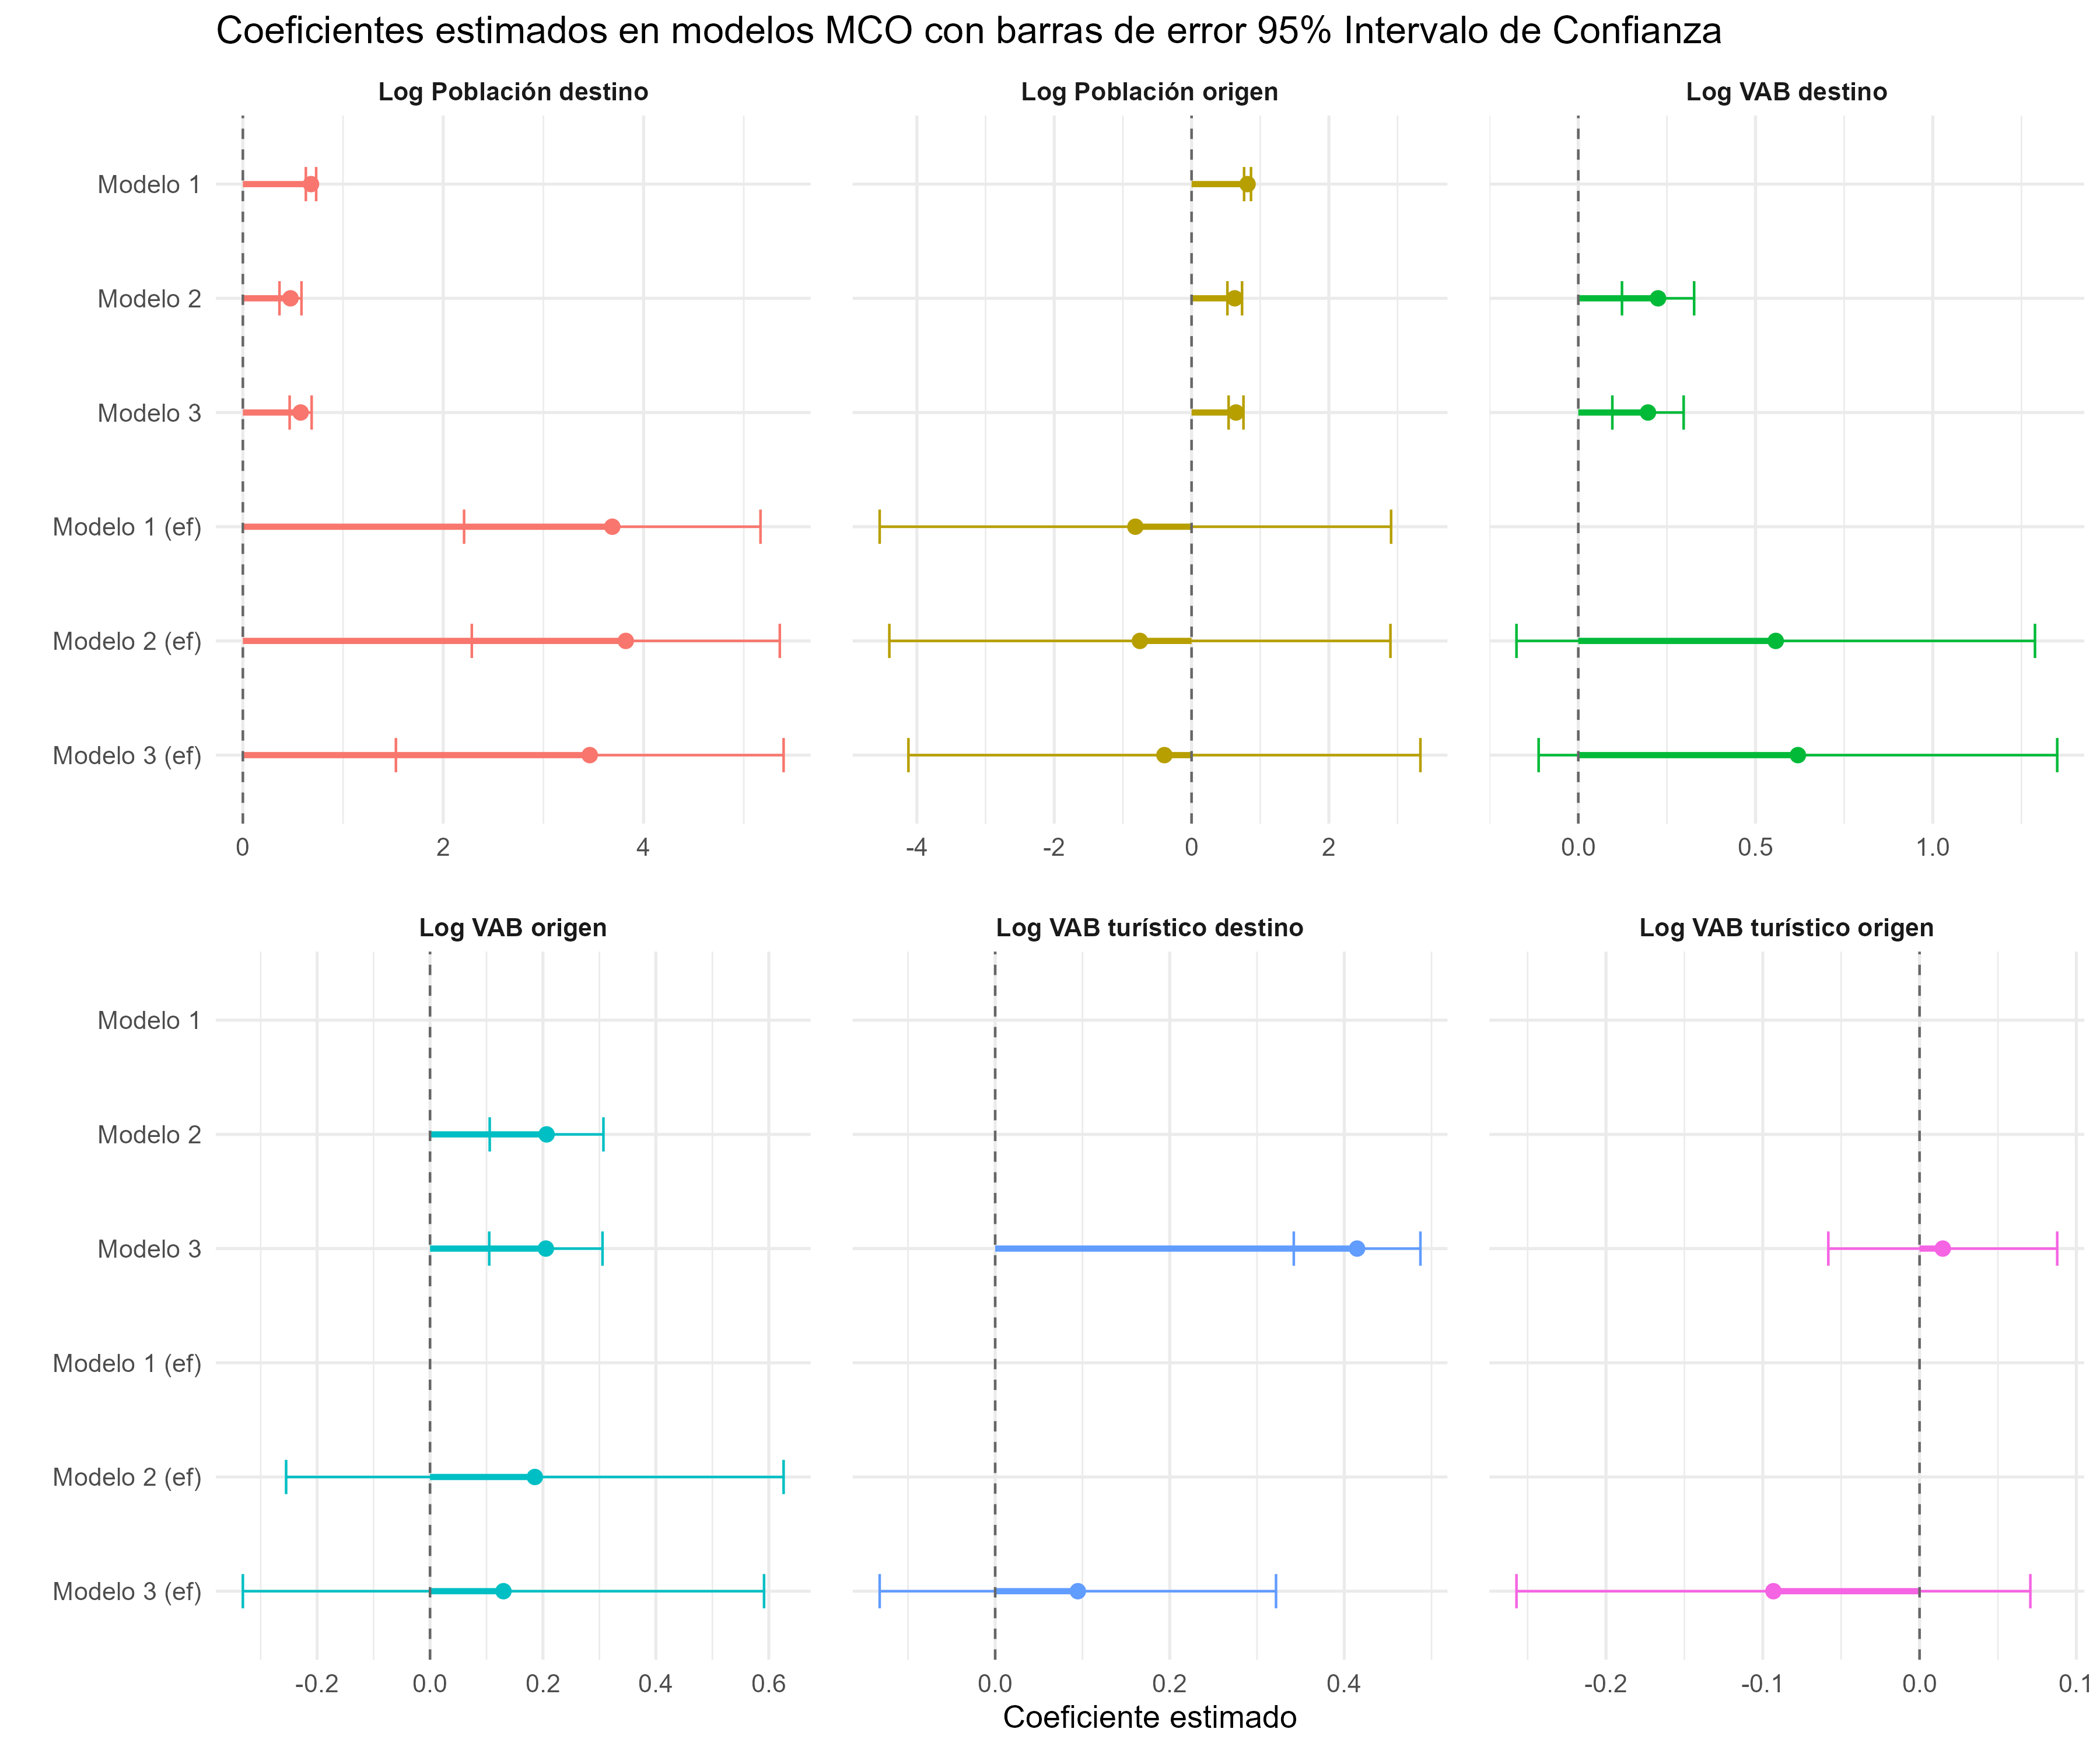 Coeficientes estimados en modelos MCO con barras de error 95% Intervalo de Confianza
Log Población destino
Log Población origen
Log VAB destino
Modelo 1
Modelo 2
Modelo 3
Modelo 1 (ef)
Modelo 2 (ef)
Modelo 3 (ef)
0 2 4
-4 -2 0 2
0.0 0.5 1.0
Log VAB origen
Log VAB turístico destino
Log VAB turístico origen
Modelo 1
Modelo 2
Modelo 3
Modelo 1 (ef)
Modelo 2 (ef)
Modelo 3 (ef)
-0.2 0.0 0.2 0.4 0.6
0.0 0.2 0.4
-0.2 -0.1 0.0 0.1
Coeficiente estimado